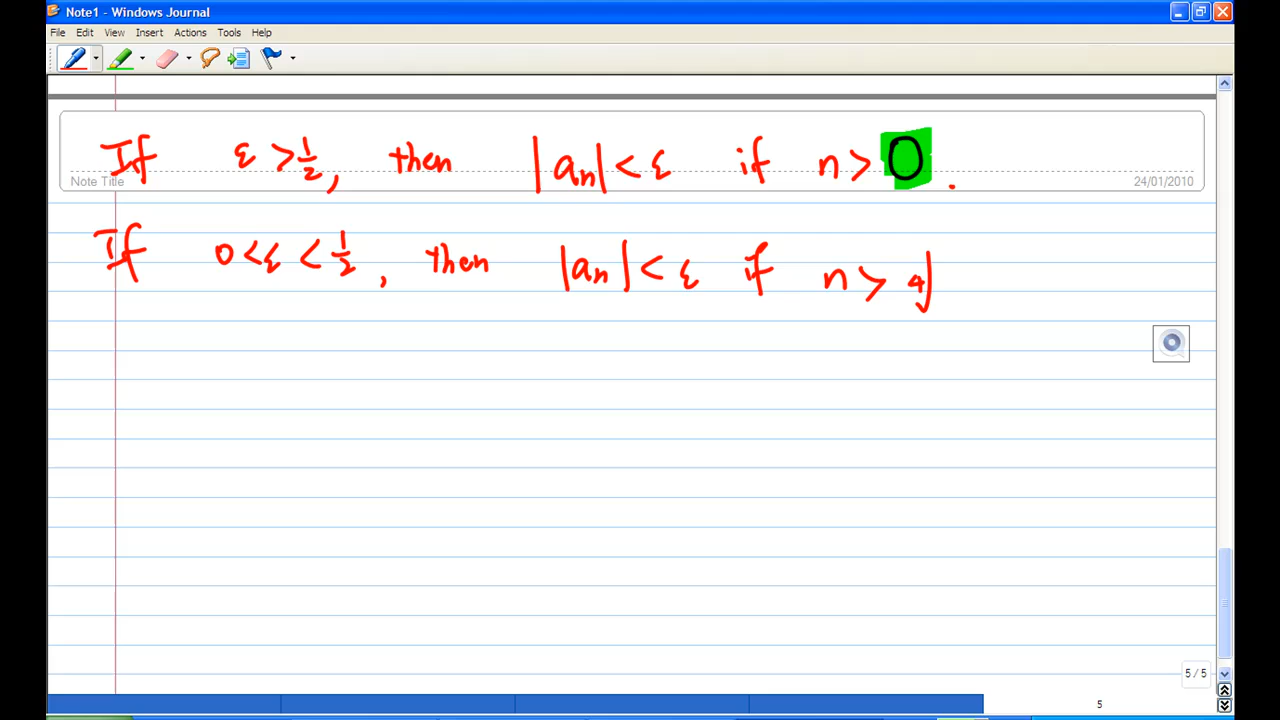 Note1 - Windows Journal
File Edit View Insert Actions Tools Help
If ε > 1/2, then |an| < ε if n > 0.
Note Title 24/01/2010
If 0 < ε < 1/2, then |an| < ε if n >
5 / 5
5